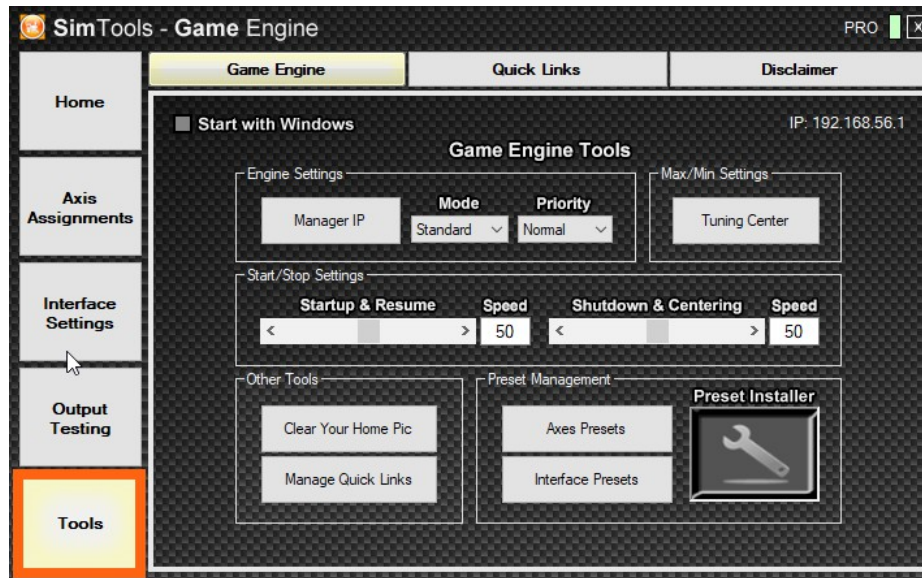 SimTools - Game Engine
PRO
X
Home
Axis
Assignments
Interface
Settings
Output
Testing
Tools
Game Engine
Quick Links
Disclaimer
Start with Windows
IP: 192.168.56.1
Game Engine Tools
Engine Settings
Manager IP
Mode
Standard
Priority
Normal
Max/Min Settings
Tuning Center
Start/Stop Settings
Startup & Resume
Speed
50
Shutdown & Centering
Speed
50
Other Tools
Clear Your Home Pic
Manage Quick Links
Preset Management
Axes Presets
Interface Presets
Preset Installer